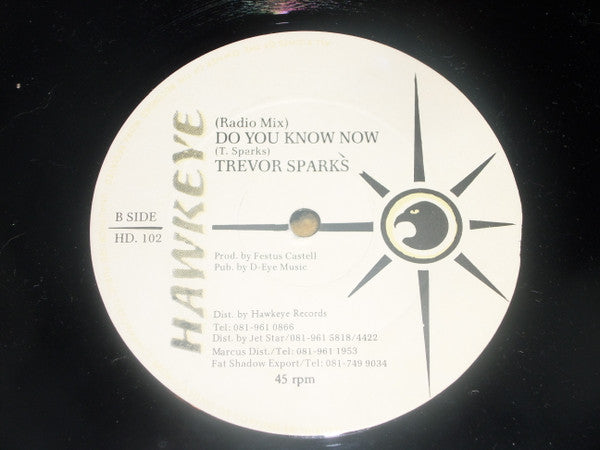 HAWKEYE
(Radio Mix)
DO YOU KNOW NOW
(T. Sparks)
TREVOR SPARKS
B SIDE
HD. 102
Prod. by Festus Castell
Pub. by D-Eye Music
Dist. by Hawkeye Records
Tel: 081-961 0866
Dist. by Jet Star/081-961 5818/4422
Marcus Dist./Tel: 081-961 1953
Fat Shadow Export/Tel: 081-749 9034
45 rpm